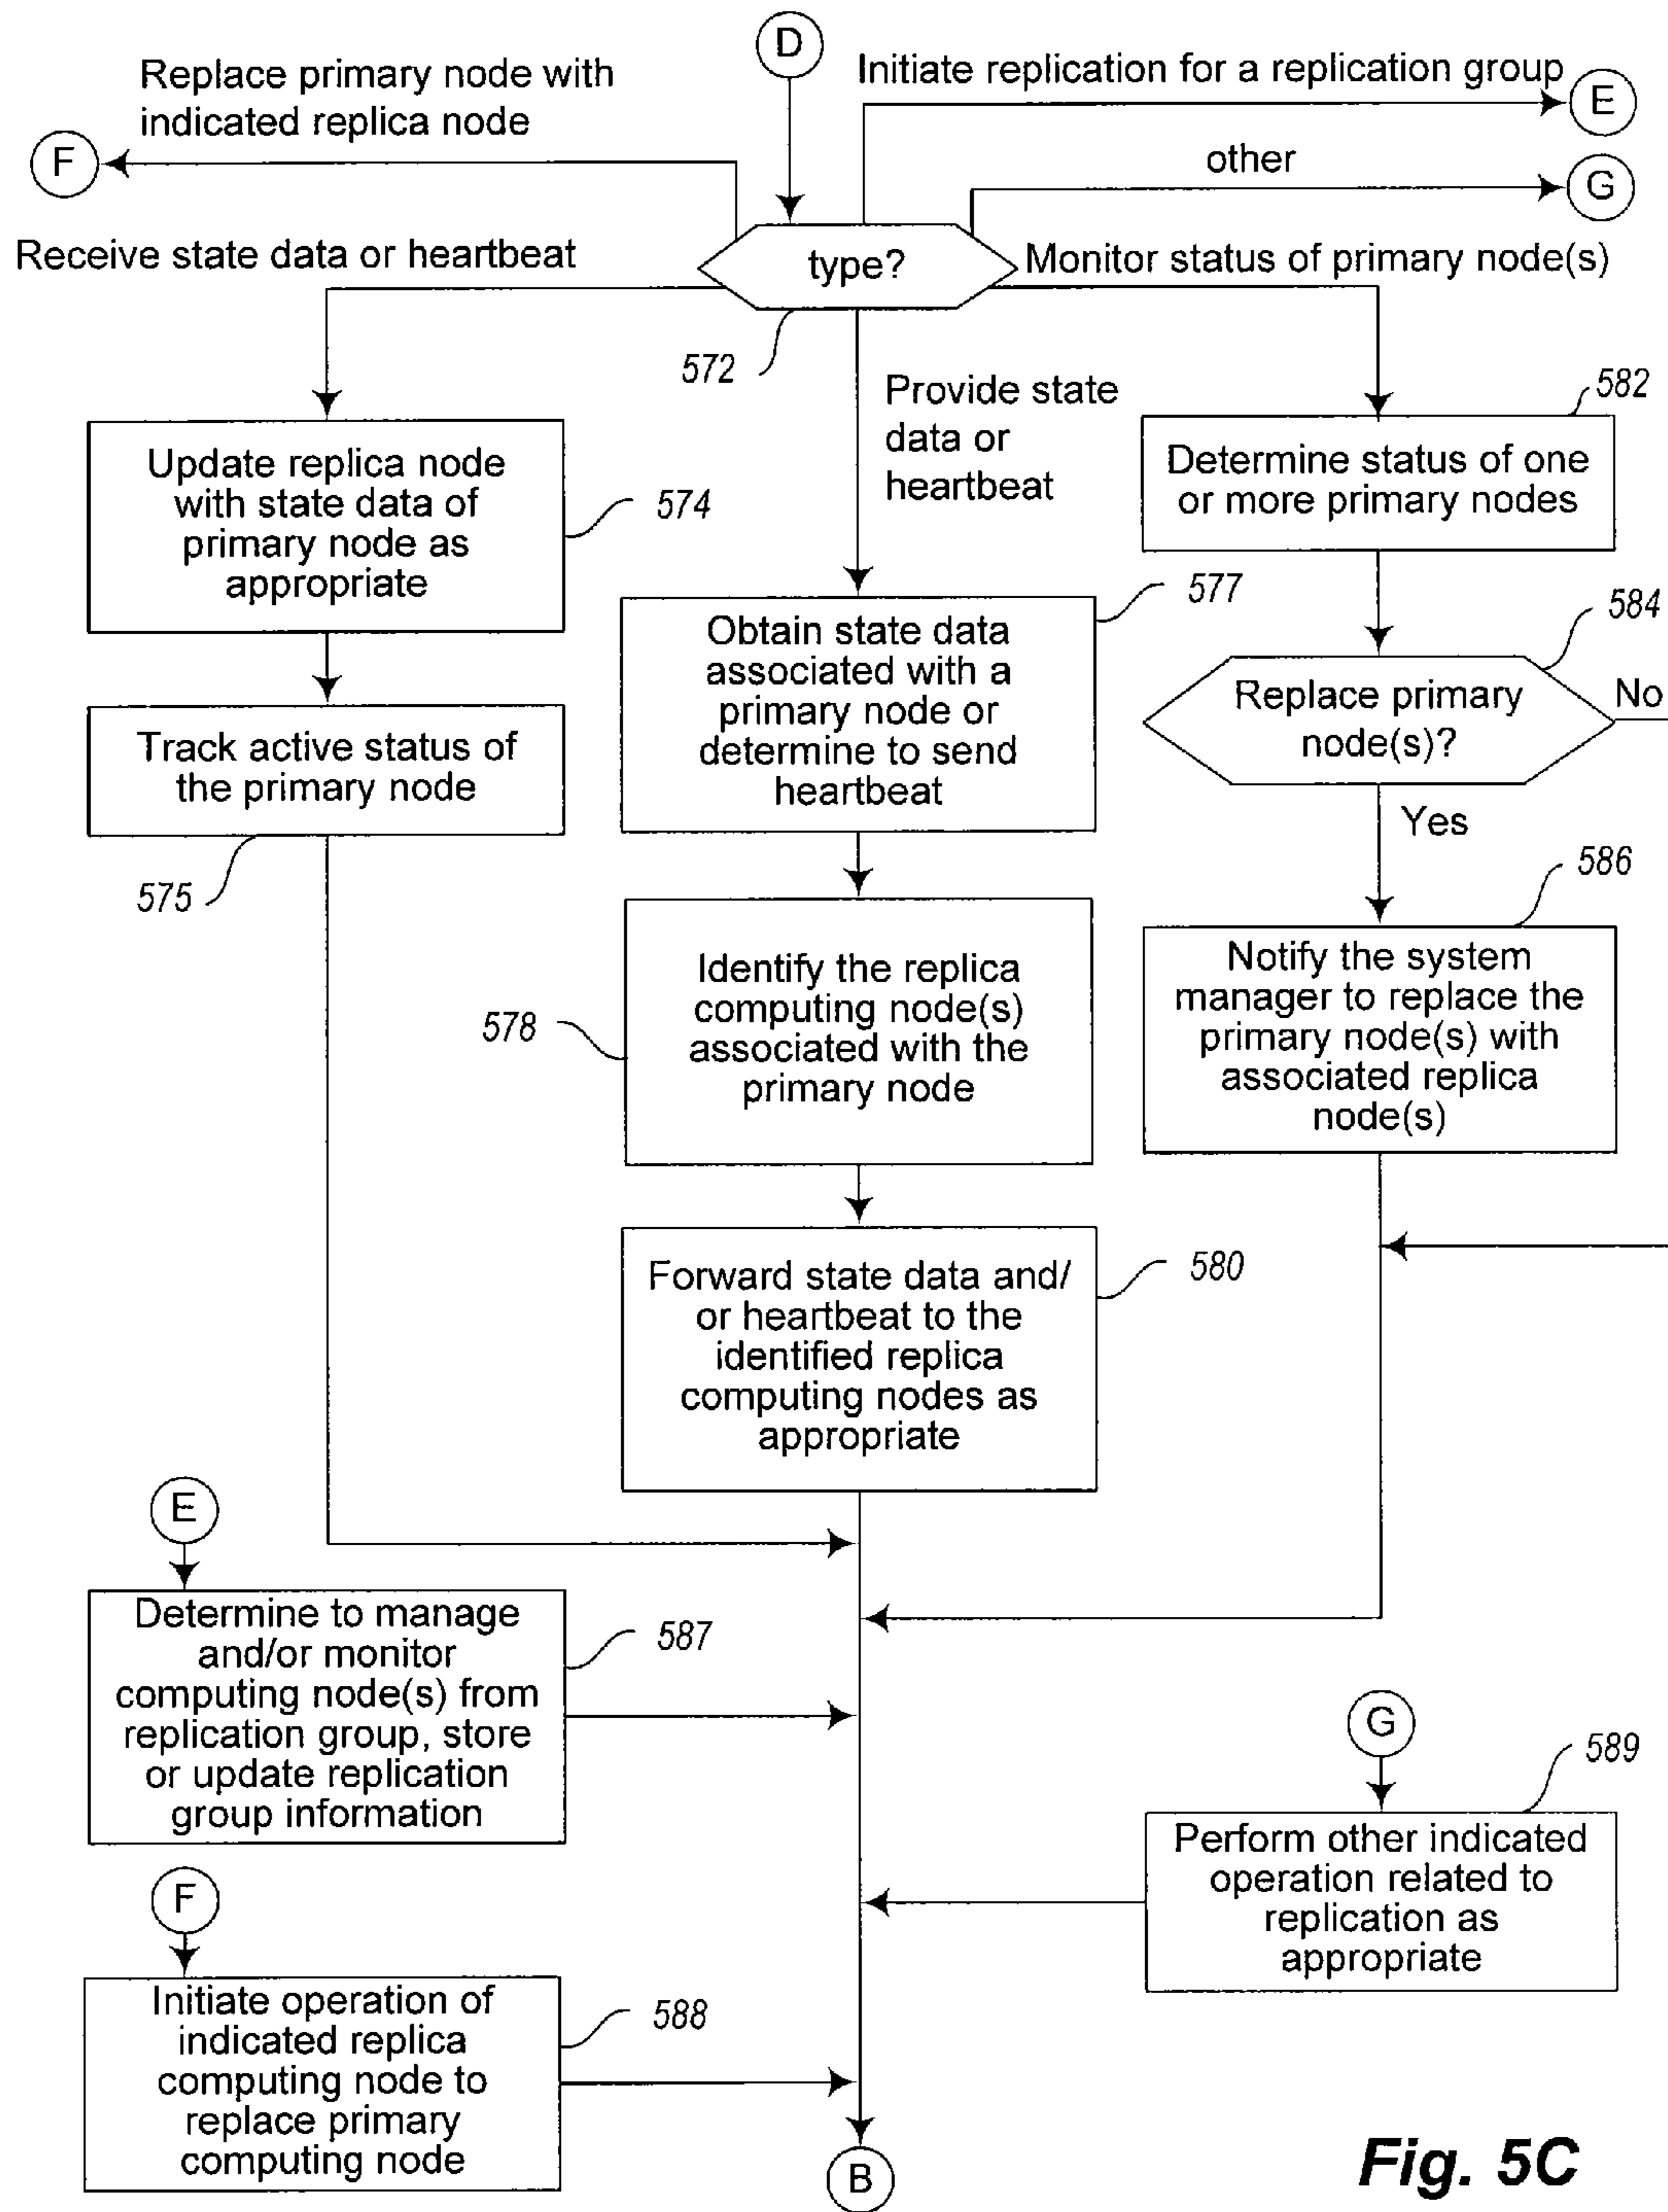 D
Replace primary node with
indicated replica node
F
Initiate replication for a replication group
E
other
G
Receive state data or heartbeat
type?
Monitor status of primary node(s)
572
Provide state
data or
heartbeat
582
Update replica node
with state data of
primary node as
appropriate
574
Determine status of one
or more primary nodes
577
Obtain state data
associated with a
primary node or
determine to send
heartbeat
584
Replace primary
node(s)?
No
Yes
Track active status of
the primary node
575
586
Identify the replica
computing node(s)
associated with the
primary node
578
Notify the system
manager to replace the
primary node(s) with
associated replica
node(s)
Forward state data and/
or heartbeat to the
identified replica
computing nodes as
appropriate
580
E
Determine to manage
and/or monitor
computing node(s) from
replication group, store
or update replication
group information
587
G
589
Perform other indicated
operation related to
replication as
appropriate
F
Initiate operation of
indicated replica
computing node to
replace primary
computing node
588
B
Fig. 5C